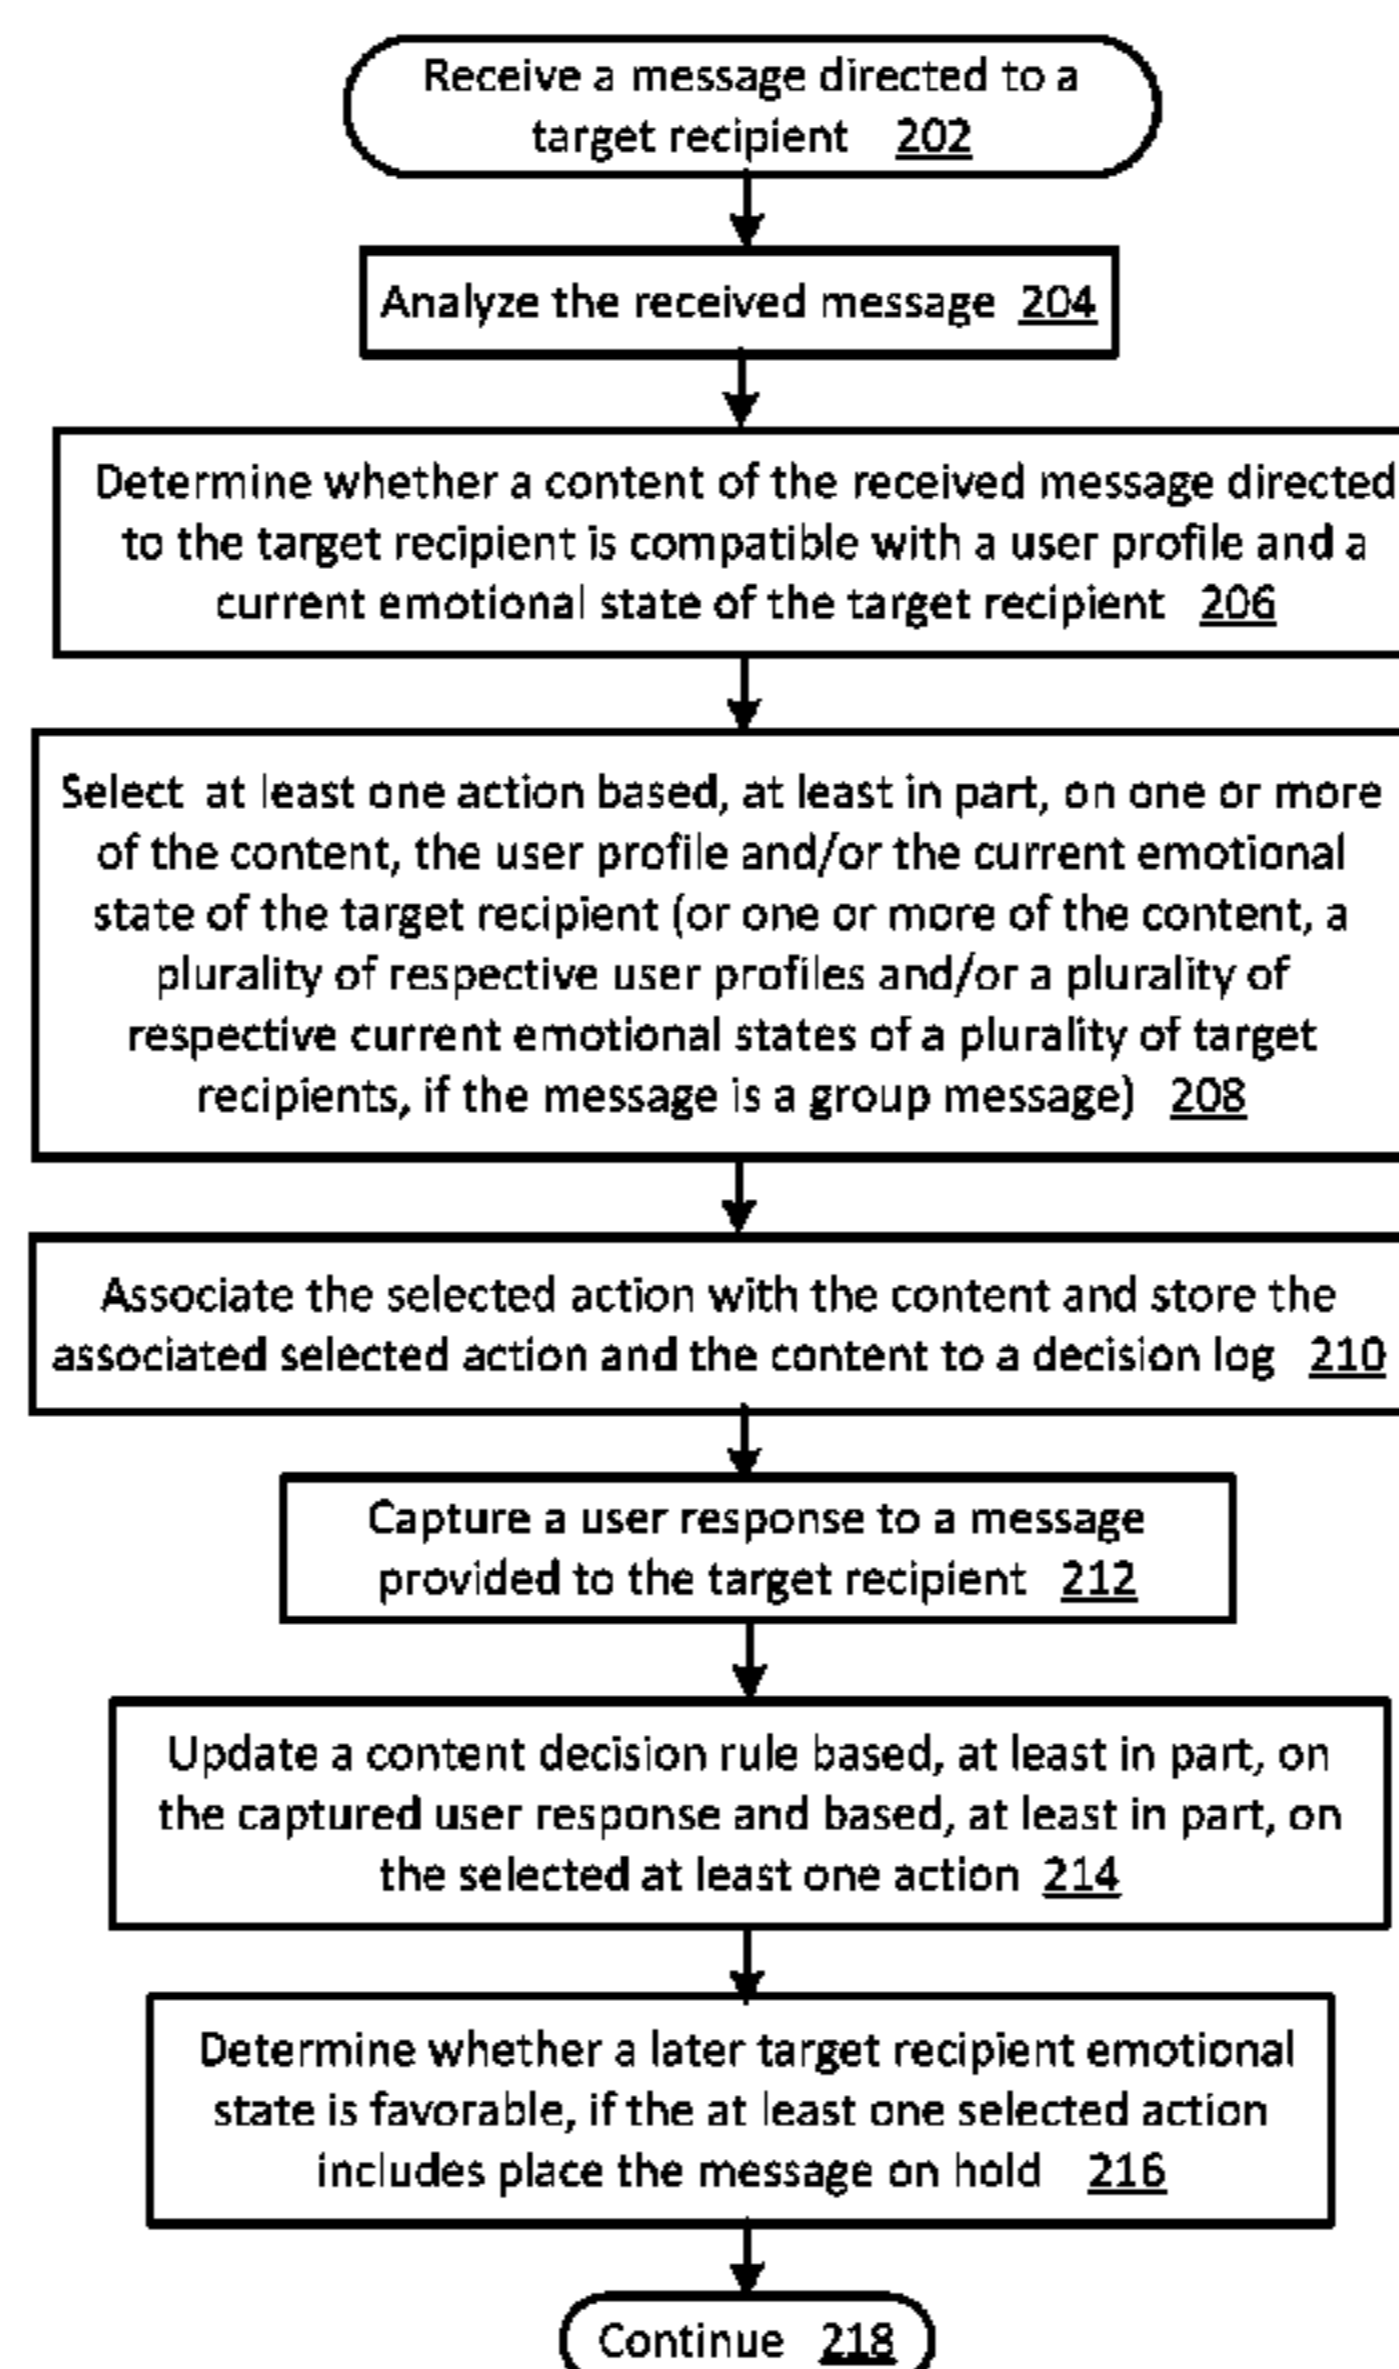 Receive a message directed to a
target recipient 202
Analyze the received message 204
Determine whether a content of the received message directed
to the target recipient is compatible with a user profile and a
current emotional state of the target recipient 206
Select at least one action based, at least in part, on one or more
of the content, the user profile and/or the current emotional
state of the target recipient (or one or more of the content, a
plurality of respective user profiles and/or a plurality of
respective current emotional states of a plurality of target
recipients, if the message is a group message) 208
Associate the selected action with the content and store the
associated selected action and the content to a decision log 210
Capture a user response to a message
provided to the target recipient 212
Update a content decision rule based, at least in part, on
the captured user response and based, at least in part, on
the selected at least one action 214
Determine whether a later target recipient emotional
state is favorable, if the at least one selected action
includes place the message on hold 216
Continue 218